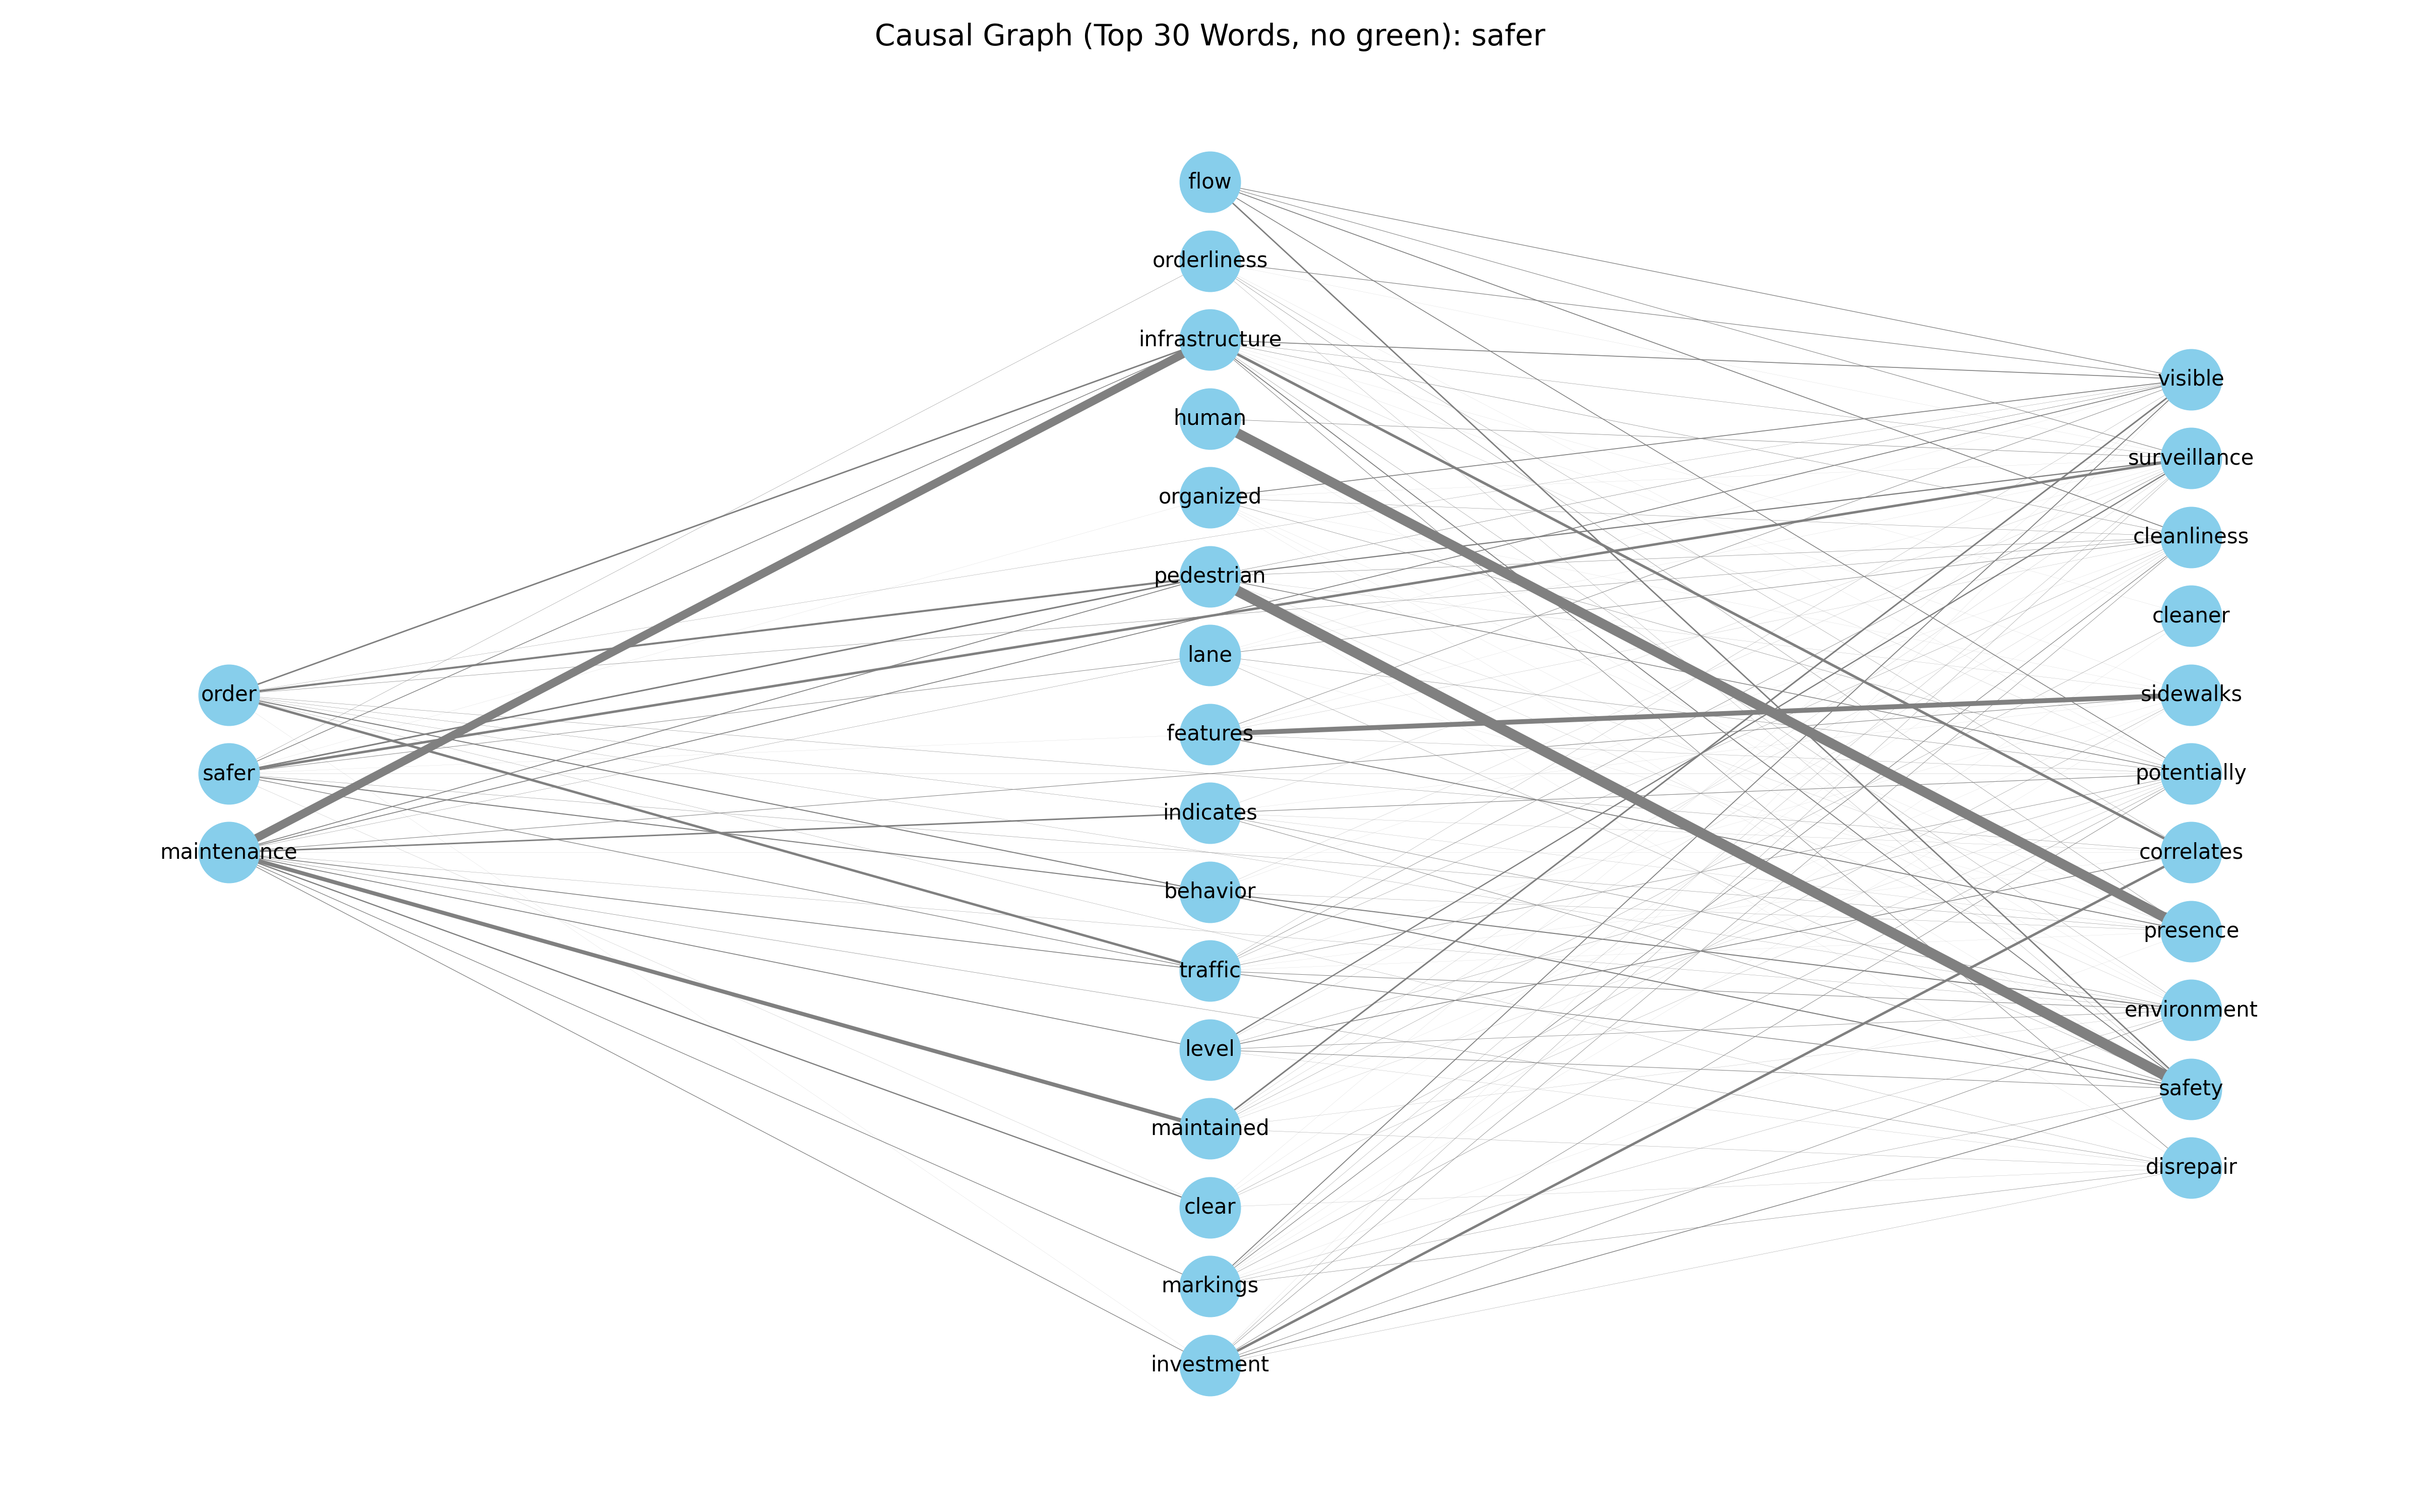 Causal Graph (Top 30 Words, no green): safer
order
safer
maintenance
flow
orderliness
infrastructure
human
organized
pedestrian
lane
features
indicates
behavior
traffic
level
maintained
clear
markings
investment
visible
surveillance
cleanliness
cleaner
sidewalks
potentially
correlates
presence
environment
safety
disrepair